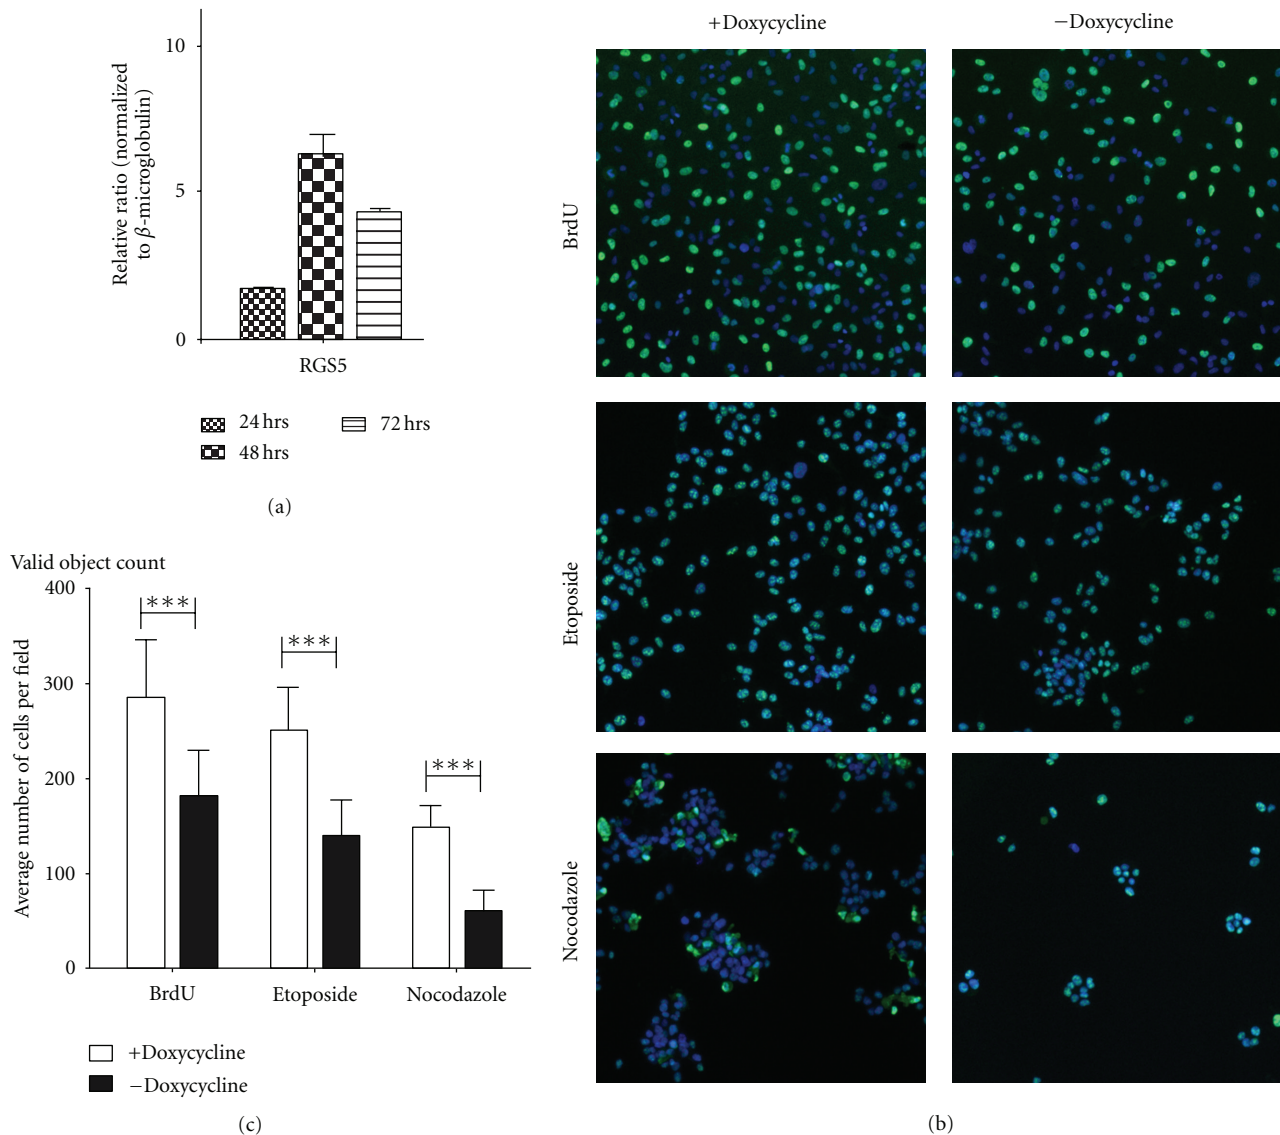 10
5
0
Relative ratio (normalized
to β-microglobulin)
RGS5
24 hrs
72 hrs
48 hrs
(a)
+Doxycycline
−Doxycycline
BrdU
Etoposide
Nocodazole
(b)
Valid object count
400
300
200
100
0
Average number of cells per field
***
***
***
BrdU
Etoposide
Nocodazole
+Doxycycline
−Doxycycline
(c)